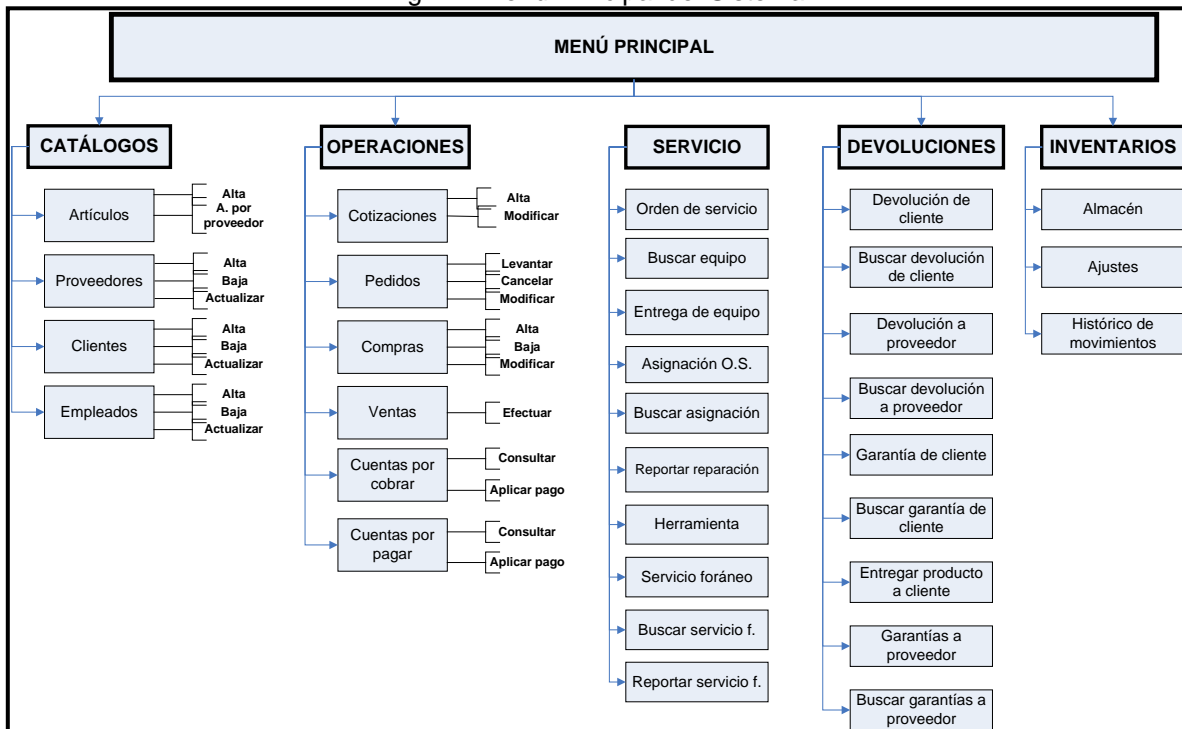 MENÚ PRINCIPAL
CATÁLOGOS
Artículos
Alta
A. por
proveedor
Proveedores
Alta
Baja
Actualizar
Clientes
Alta
Baja
Actualizar
Empleados
Alta
Baja
Actualizar
OPERACIONES
Cotizaciones
Alta
Modificar
Pedidos
Levantar
Cancelar
Modificar
Compras
Alta
Baja
Modificar
Ventas
Efectuar
Cuentas por
cobrar
Consultar
Aplicar pago
Cuentas por
pagar
Consultar
Aplicar pago
SERVICIO
Orden de servicio
Buscar equipo
Entrega de equipo
Asignación O.S.
Buscar asignación
Reportar reparación
Herramienta
Servicio foráneo
Buscar servicio f.
Reportar servicio f.
DEVOLUCIONES
Devolución de
cliente
Buscar devolución
de cliente
Devolución a
proveedor
Buscar devolución
a proveedor
Garantía de cliente
Buscar garantía de
cliente
Entregar producto
a cliente
Garantías a
proveedor
Buscar garantías a
proveedor
INVENTARIOS
Almacén
Ajustes
Histórico de
movimientos